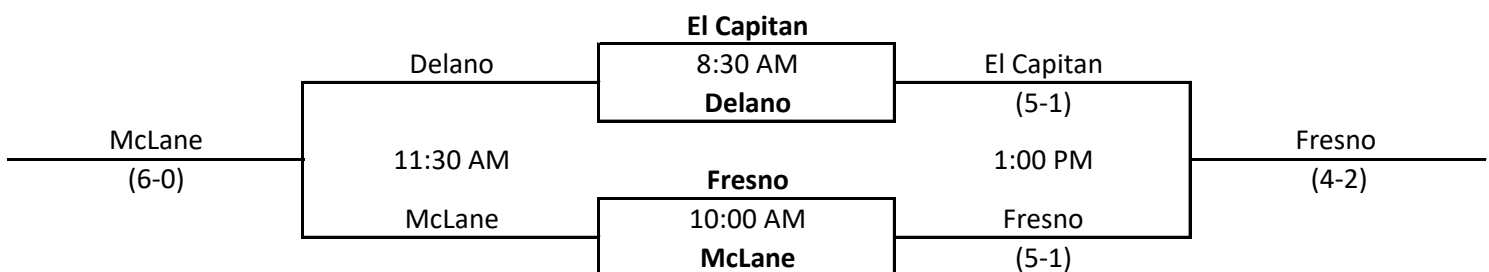 El Capitan
Delano 8:30 AM El Capitan
Delano (5-1)
McLane 11:30 AM 1:00 PM Fresno
(6-0) Fresno (4-2)
McLane 10:00 AM Fresno
McLane (5-1)